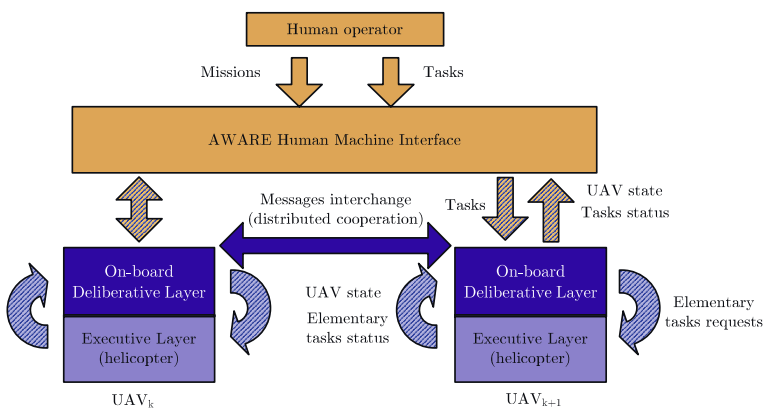 Human operator
Missions
Tasks
AWARE Human Machine Interface
Messages interchange
(distributed cooperation)
Tasks
UAV state
Tasks status
On-board
Deliberative Layer
Executive Layer
(helicopter)
UAVk
UAV state
Elementary
tasks status
On-board
Deliberative Layer
Executive Layer
(helicopter)
UAVk+1
Elementary
tasks requests